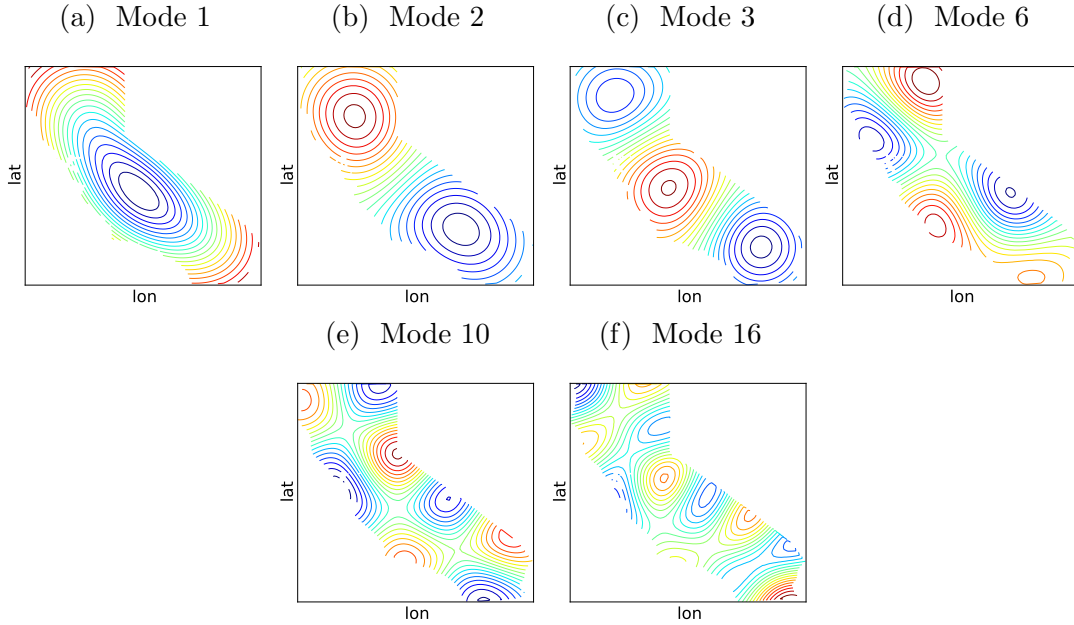 (a) Mode 1
(b) Mode 2
(c) Mode 3
(d) Mode 6
lat
lon
lat
lon
lat
lon
lat
lon
(e) Mode 10
(f) Mode 16
lat
lon
lat
lon